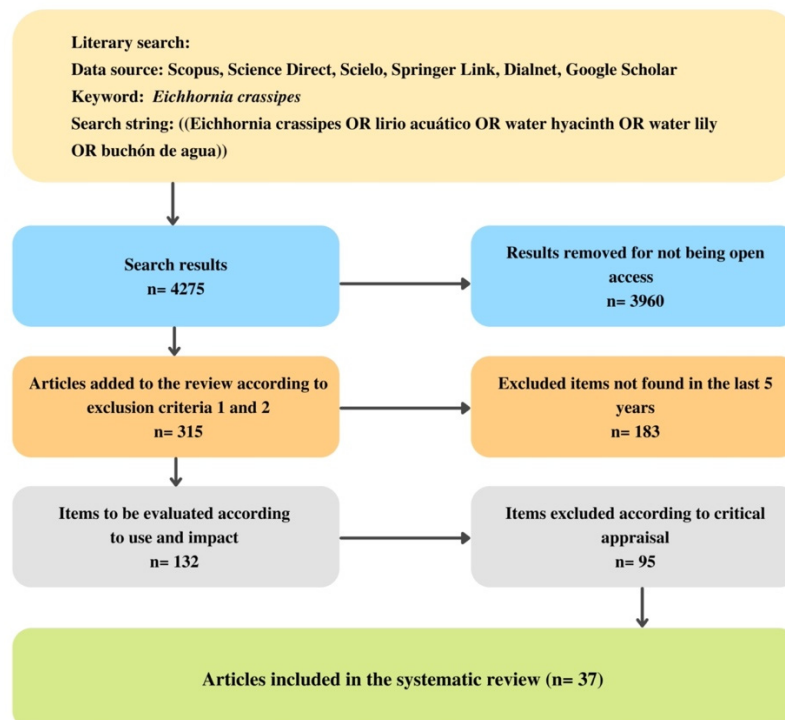 Literary search:
Data source: Scopus, Science Direct, Scielo, Springer Link, Dialnet, Google Scholar
Keyword: Eichhornia crassipes
Search string: ((Eichhornia crassipes OR lirio acuático OR water hyacinth OR water lily
OR buchón de agua))
Search results
n= 4275
Results removed for not being open
access
n= 3960
Articles added to the review according to
exclusion criteria 1 and 2
n= 315
Excluded items not found in the last 5
years
n= 183
Items to be evaluated according
to use and impact
n= 132
Items excluded according to critical
appraisal
n= 95
Articles included in the systematic review (n= 37)